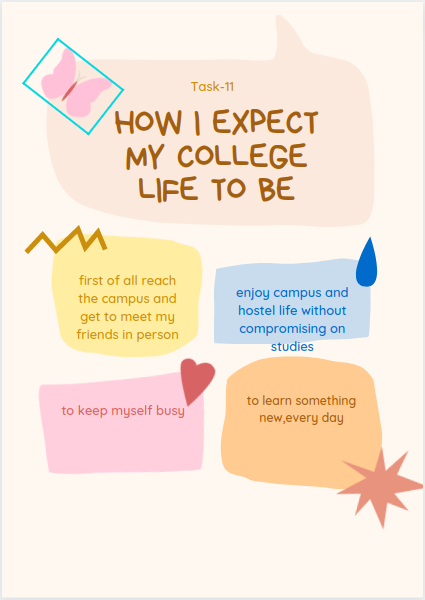 Task-11
HOW I EXPECT
MY COLLEGE
LIFE TO BE
first of all reach
the campus and
get to meet my
friends in person
enjoy campus and
hostel life without
compromising on
studies
to keep myself busy
to learn something
new,every day